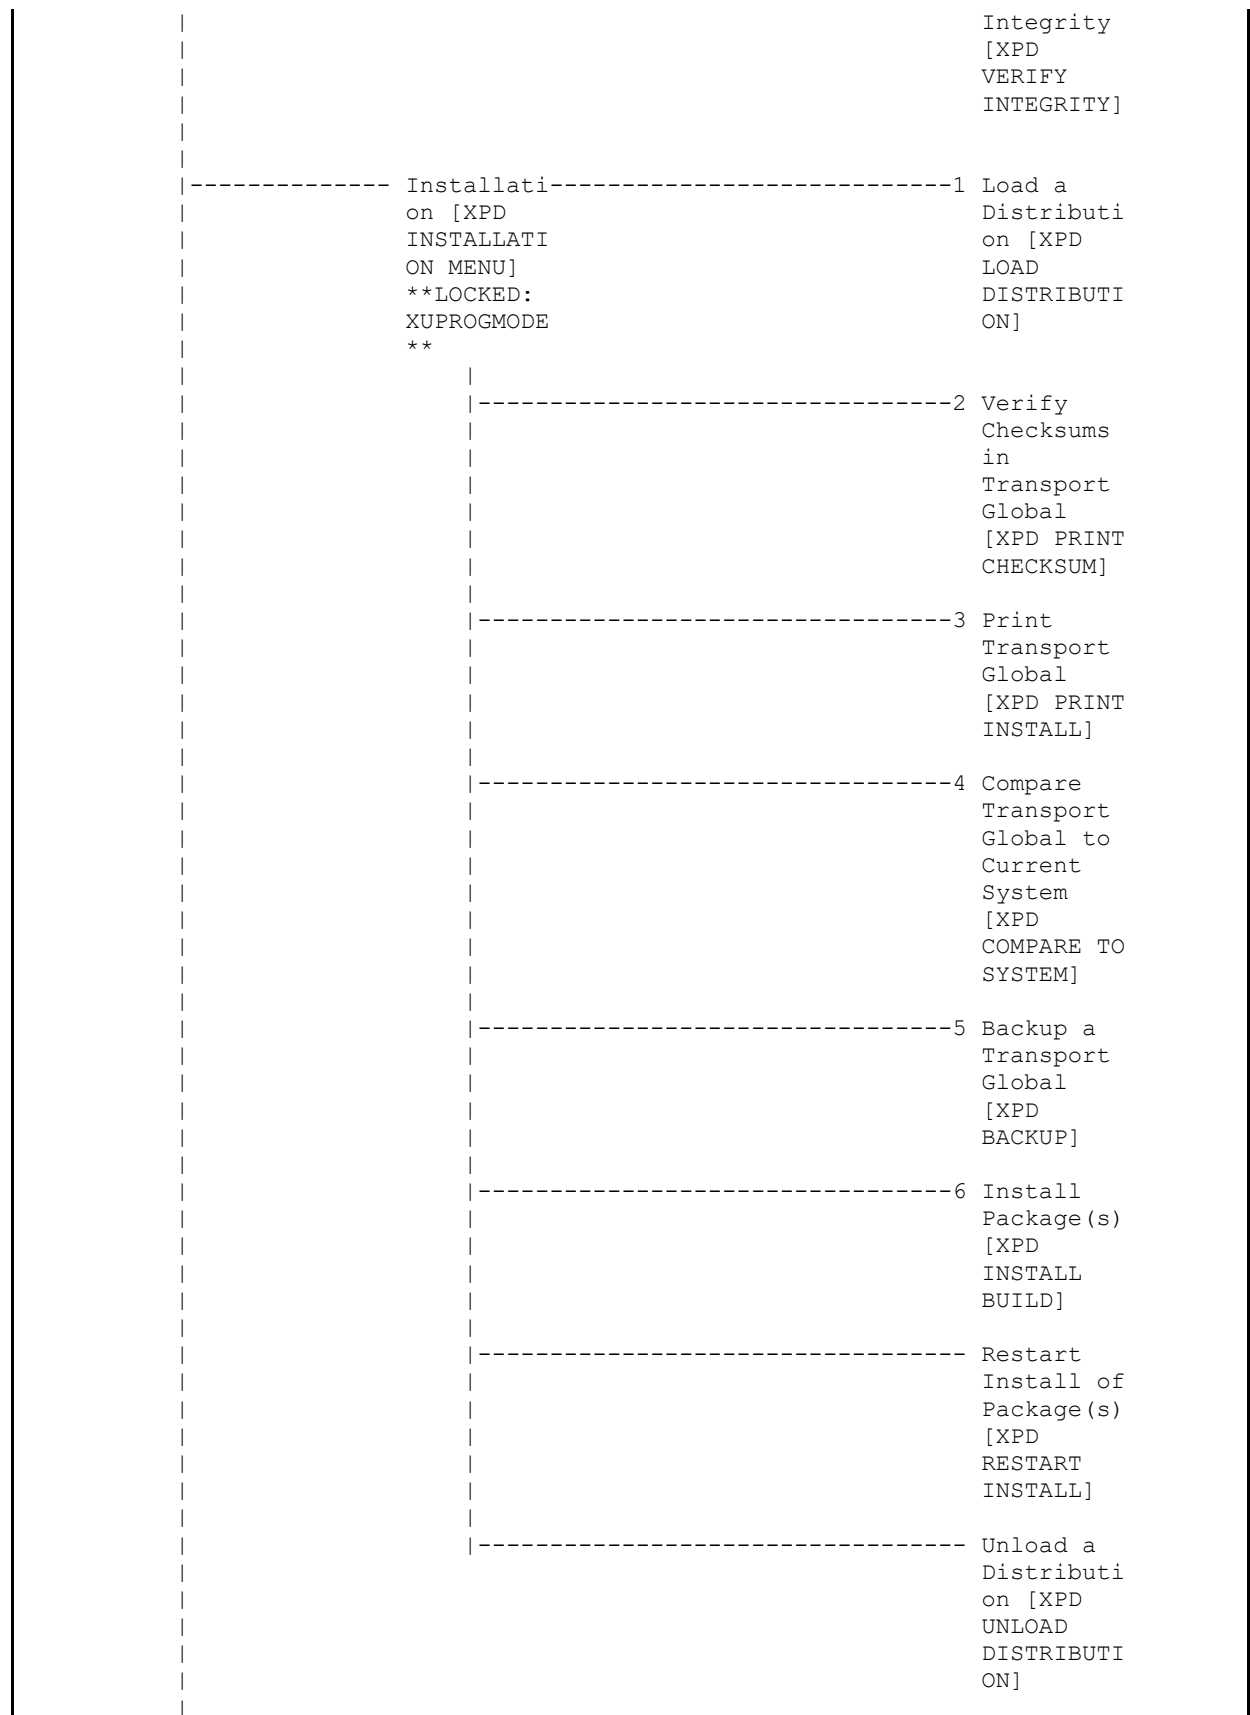 |                                                       Integrity
|                                                       [XPD
|                                                       VERIFY
|                                                       INTEGRITY]
|
|
|-------------- Installati----------------------------1 Load a
|              on [XPD                                  Distributi
|              INSTALLATI                               on [XPD
|              ON MENU]                                 LOAD
|              **LOCKED:                                DISTRIBUTI
|              XUPROGMODE                               ON]
|              **
|                   |
|                   |---------------------------------2 Verify
|                   |                                   Checksums
|                   |                                   in
|                   |                                   Transport
|                   |                                   Global
|                   |                                   [XPD PRINT
|                   |                                   CHECKSUM]
|                   |
|                   |---------------------------------3 Print
|                   |                                   Transport
|                   |                                   Global
|                   |                                   [XPD PRINT
|                   |                                   INSTALL]
|                   |
|                   |---------------------------------4 Compare
|                   |                                   Transport
|                   |                                   Global to
|                   |                                   Current
|                   |                                   System
|                   |                                   [XPD
|                   |                                   COMPARE TO
|                   |                                   SYSTEM]
|                   |
|                   |---------------------------------5 Backup a
|                   |                                   Transport
|                   |                                   Global
|                   |                                   [XPD
|                   |                                   BACKUP]
|                   |
|                   |---------------------------------6 Install
|                   |                                   Package(s)
|                   |                                   [XPD
|                   |                                   INSTALL
|                   |                                   BUILD]
|                   |
|                   |---------------------------------- Restart
|                   |                                   Install of
|                   |                                   Package(s)
|                   |                                   [XPD
|                   |                                   RESTART
|                   |                                   INSTALL]
|                   |
|                   |---------------------------------- Unload a
|                                                       Distributi
|                                                       on [XPD
|                                                       UNLOAD
|                                                       DISTRIBUTI
|                                                       ON]
|